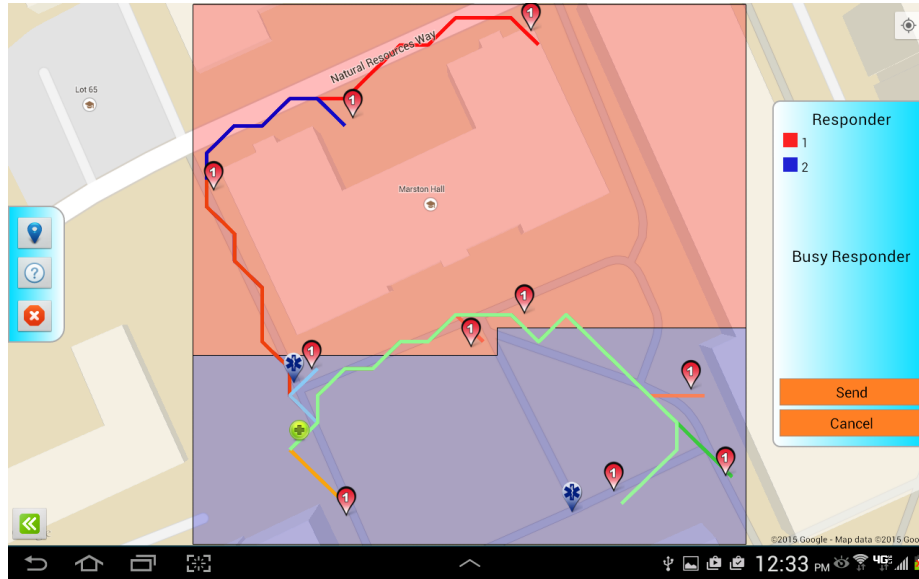 1
Natural Resources Way
Lot 65
1
Responder
1
2
1
Marston Hall
Busy Responder
1
1
1
1
Send
Cancel
1
1
1
©2015 Google - Map data ©2015 Goo
12:33 PM
4G